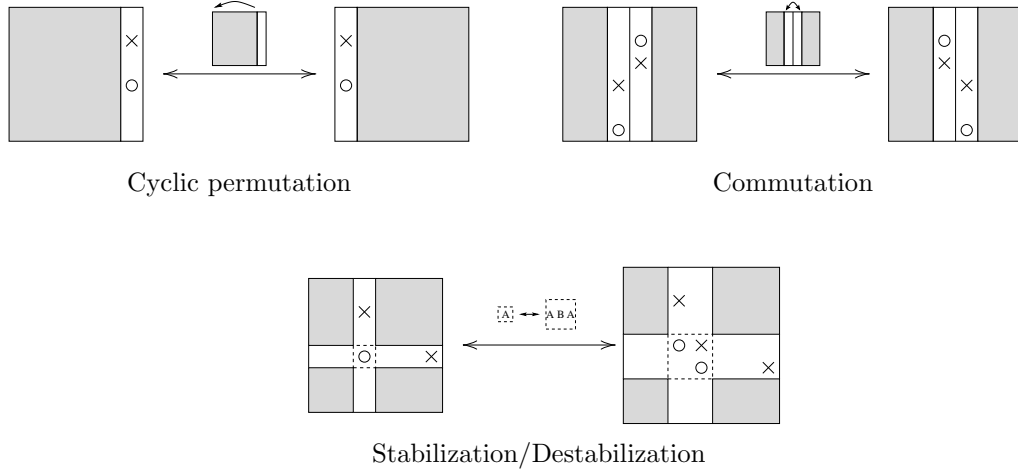 Cyclic permutation
Commutation
A
A B A
Stabilization/Destabilization